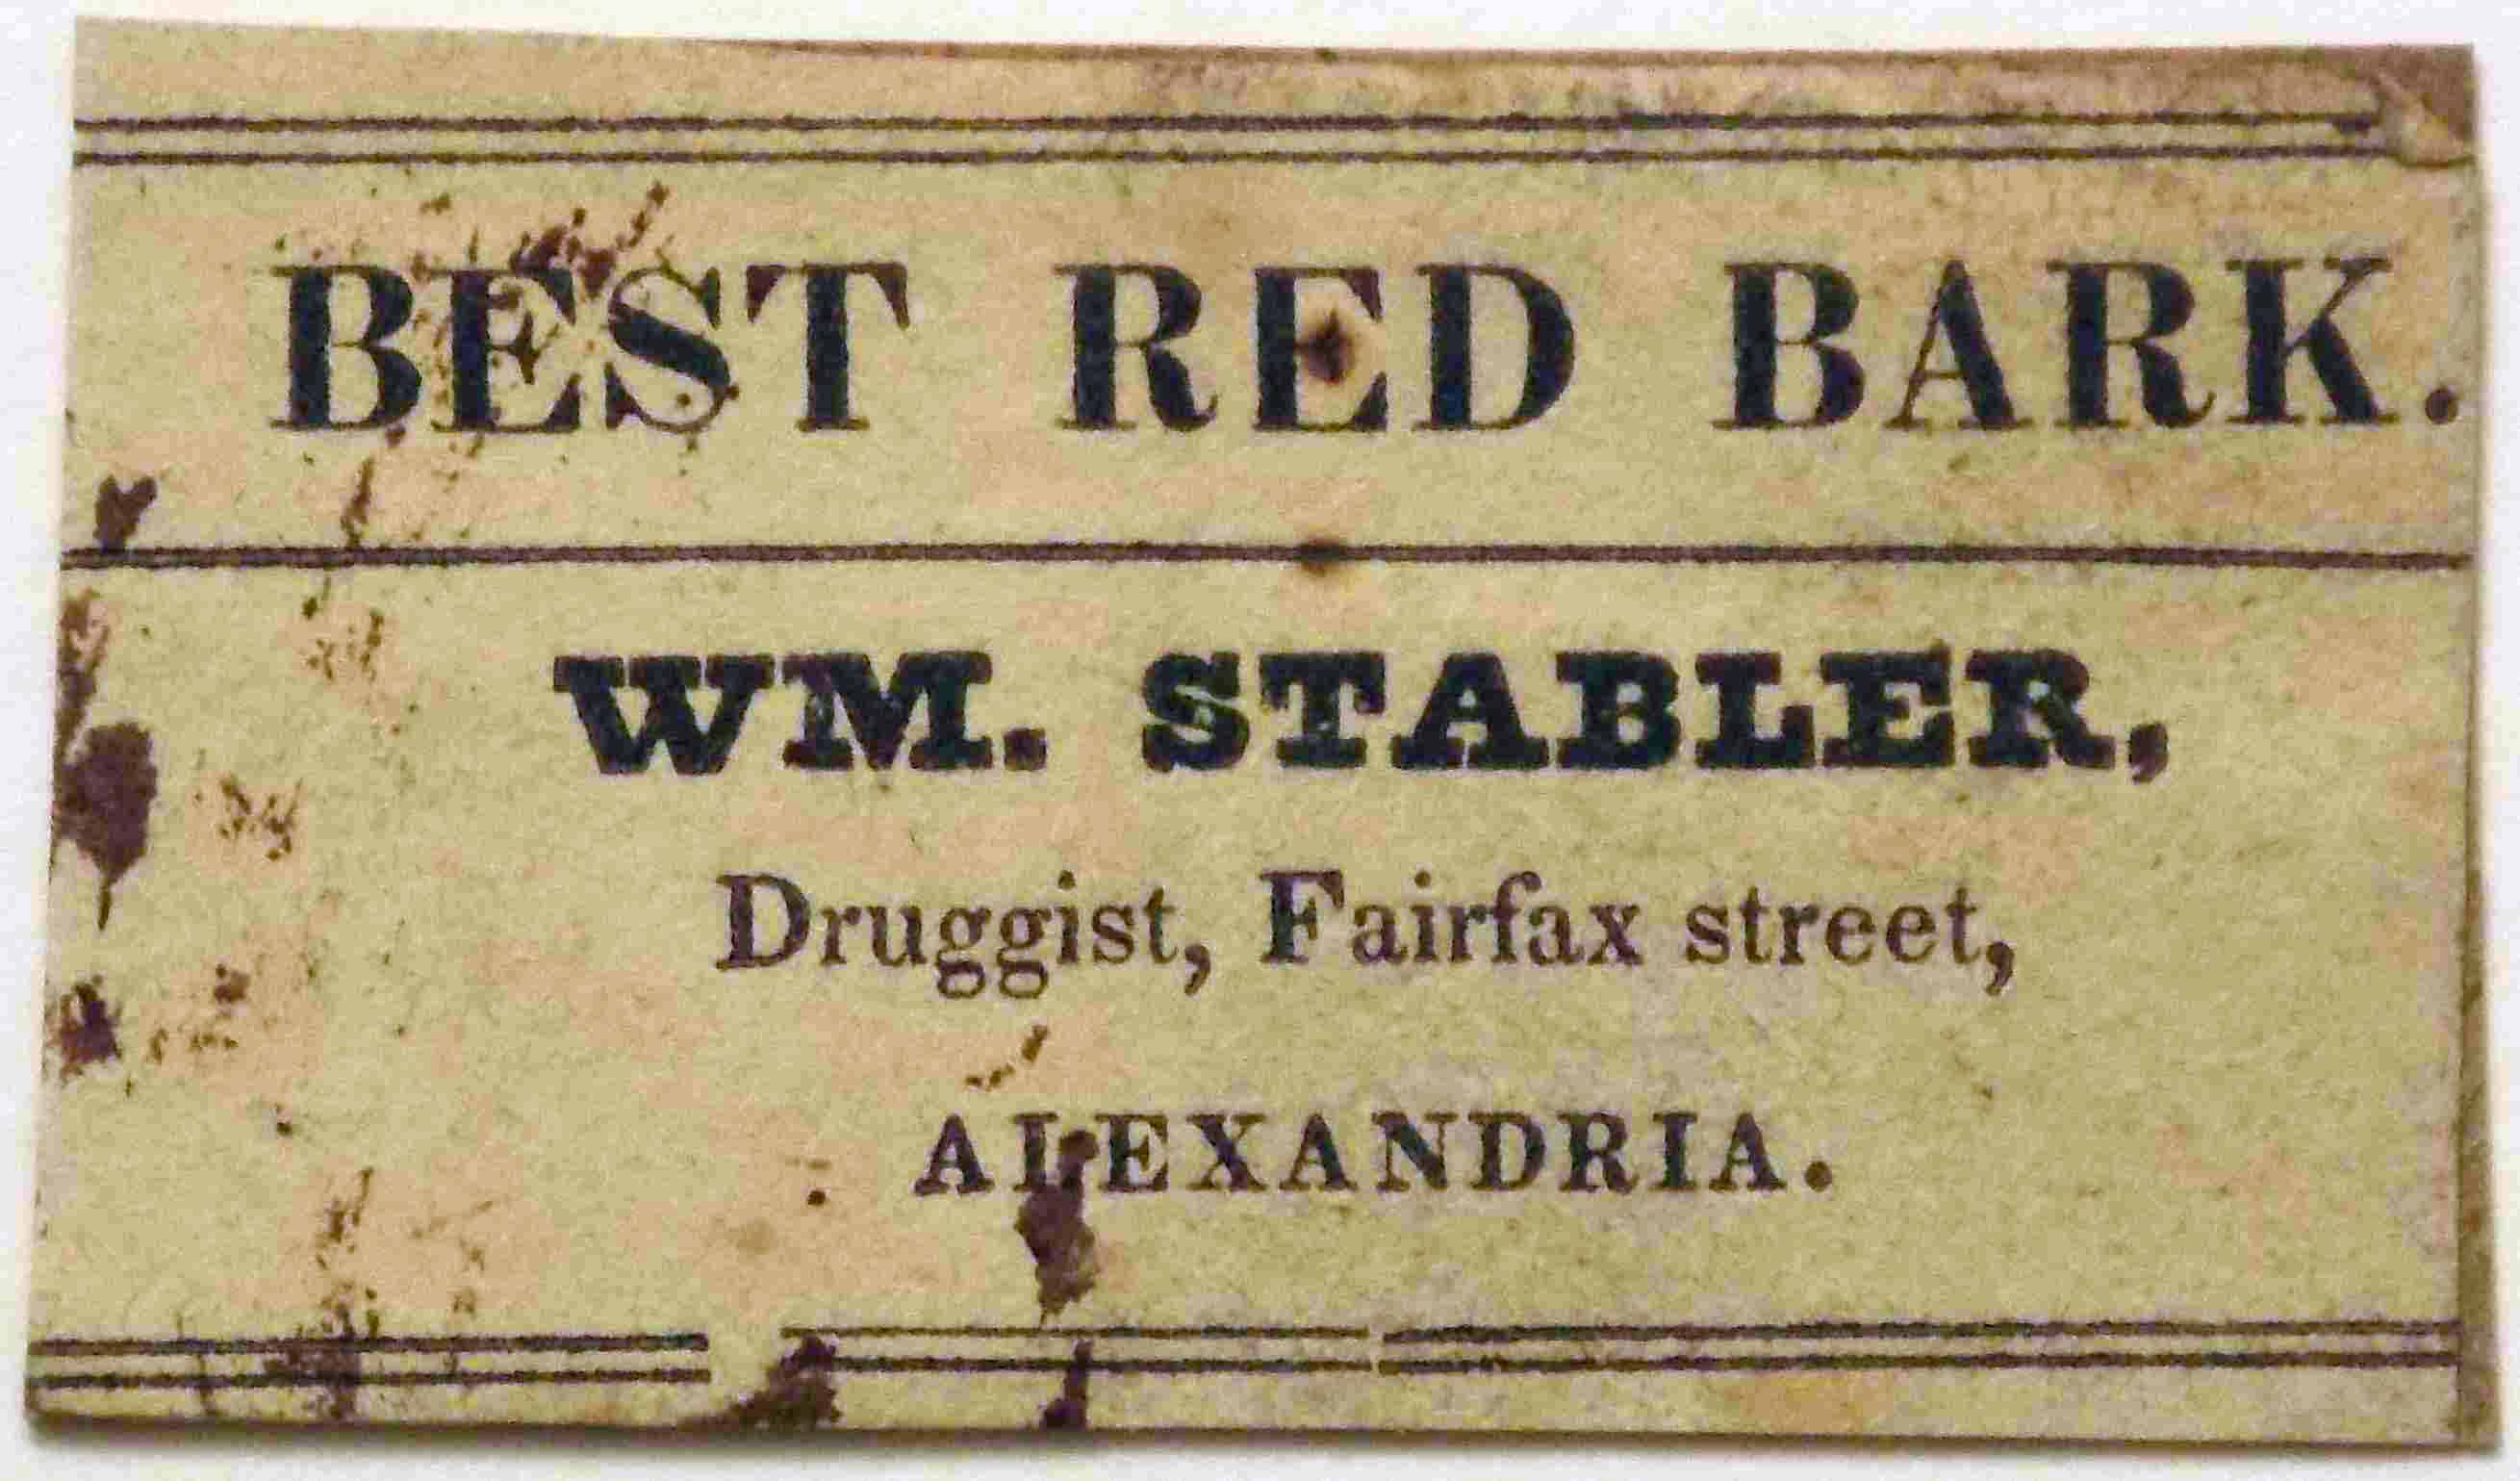 BEST RED BARK.
WM. STABLER,
Druggist, Fairfax street,
ALEXANDRIA.